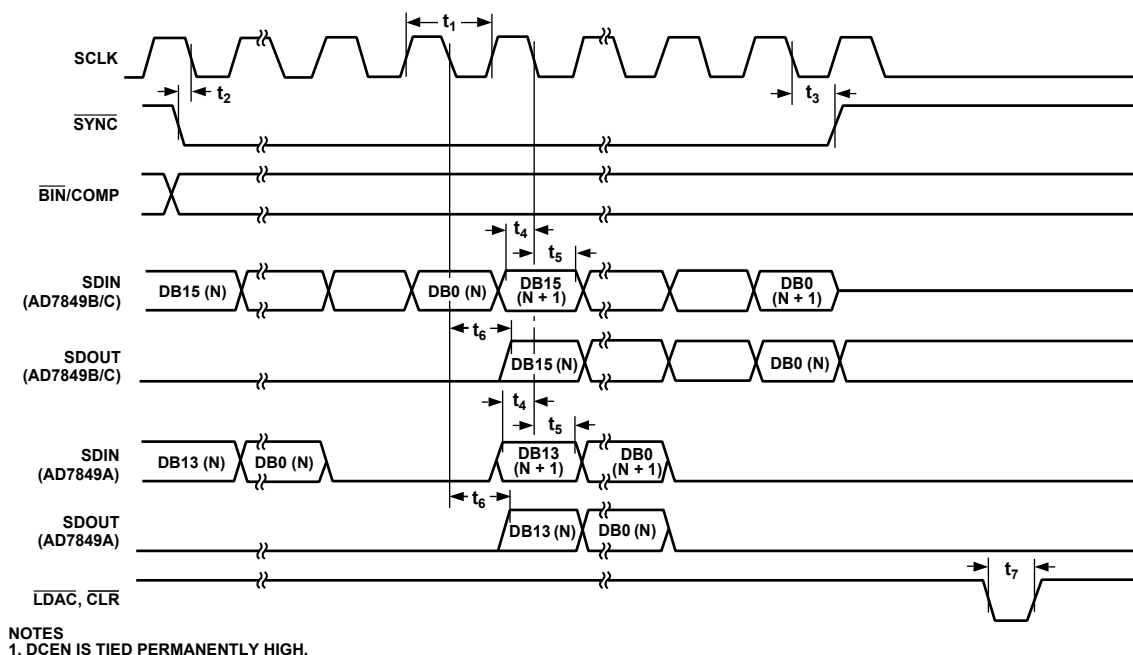 SCLK
t1
t2
t3
SYNC
BIN/COMP
t4
t5
SDIN
(AD7849B/C)
DB15 (N)
DB0 (N)
DB15
(N + 1)
DB0
(N + 1)
t6
SDOUT
(AD7849B/C)
DB15 (N)
DB0 (N)
t4
t5
SDIN
(AD7849A)
DB13 (N)
DB0 (N)
DB13
(N + 1)
DB0
(N + 1)
t6
SDOUT
(AD7849A)
DB13 (N)
DB0 (N)
t7
LDAC, CLR
NOTES
1. DCEN IS TIED PERMANENTLY HIGH.